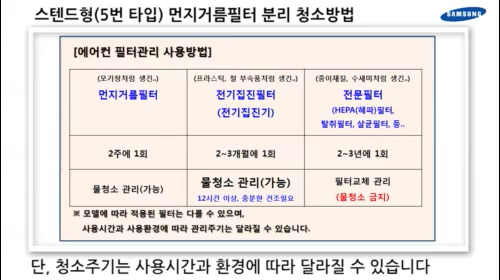 스텐드형(5번 타입) 먼지거름필터 분리 청소방법
SAMSUNG
[에어컨 필터관리 사용방법]
(모기장처럼 생긴..)
먼지거름필터
(프라스틱, 철 부속품처럼 생긴..)
전기집진필터
(전기집진기)
(종이재질, 수세미처럼 생긴..)
전문필터
(HEPA(헤파)필터,
탈취필터, 살균필터, 등..
2주에 1회
2~3개월에 1회
2~3년에 1회
물청소 관리(가능)
물청소 관리(가능)
12시간 이상, 충분한 건조필요
필터교체 관리
(물청소 금지)
※ 모델에 따라 적용된 필터는 다를 수 있으며,
사용시간과 사용환경에 따라 관리주기는 달라질 수 있습니다.
단, 청소주기는 사용시간과 환경에 따라 달라질 수 있습니다